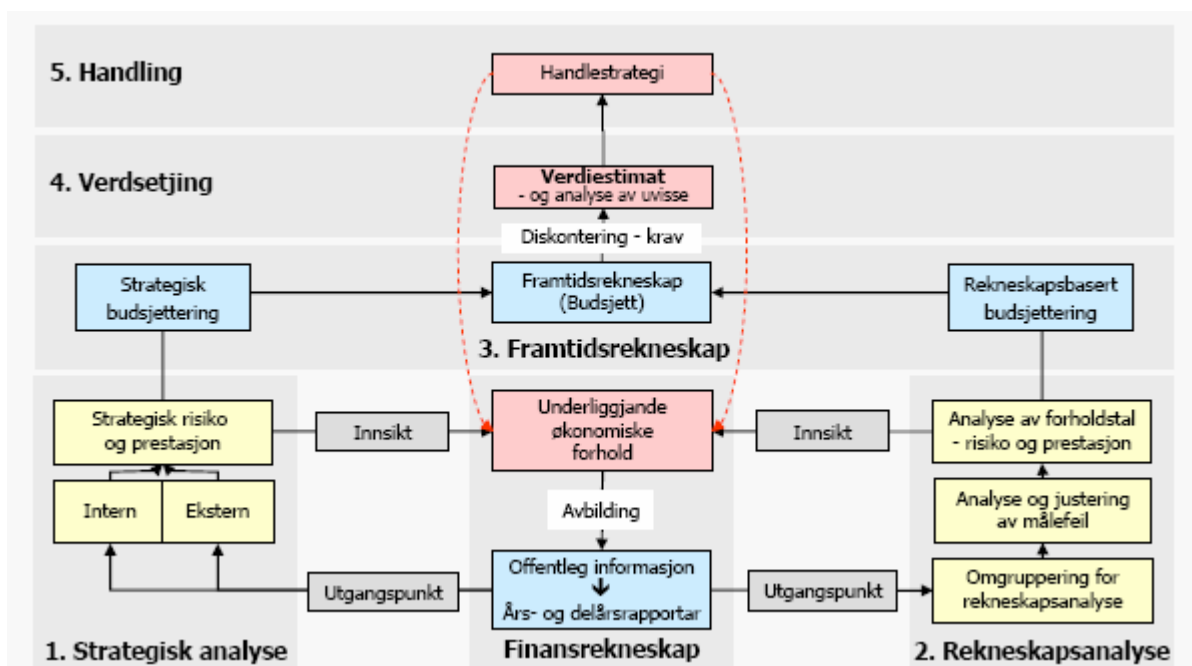 5. Handling
Handlestrategi
4. Verdsetjing
Verdiestimat
- og analyse av uvisse
Diskontering - krav
Strategisk
budsjettering
Framtidsrekneskap
(Budsjett)
Rekneskapsbasert
budsjettering
3. Framtidsrekneskap
Strategisk risiko
og prestasjon
Innsikt
Underliggjande
økonomiske
forhold
Innsikt
Analyse av forholdstal
- risiko og prestasjon
Intern
Ekstern
Avbilding
Analyse og justering
av målefeil
Utgangspunkt
Offentleg informasjon
Års- og delårsrapportar
Utgangspunkt
Omgruppering for
rekneskapsanalyse
1. Strategisk analyse
Finansrekneskap
2. Rekneskapsanalyse